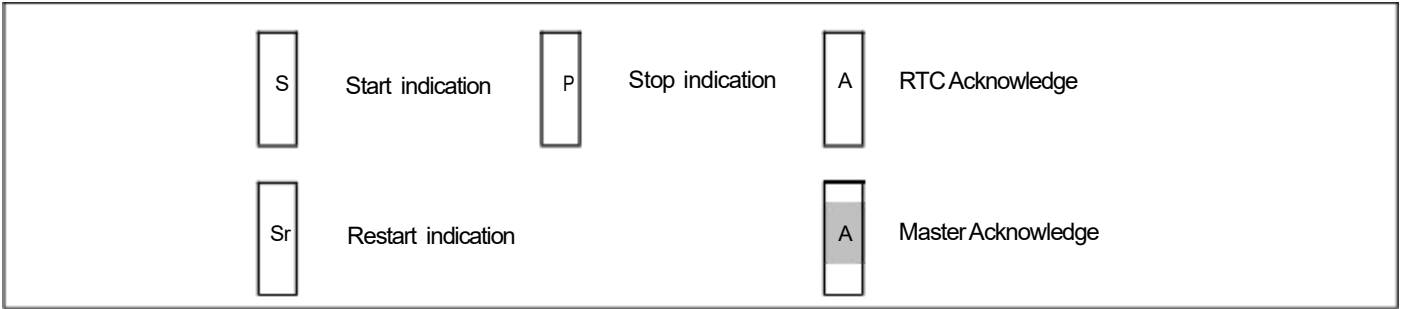 S Start indication P Stop indication A RTC Acknowledge
Sr Restart indication A Master Acknowledge